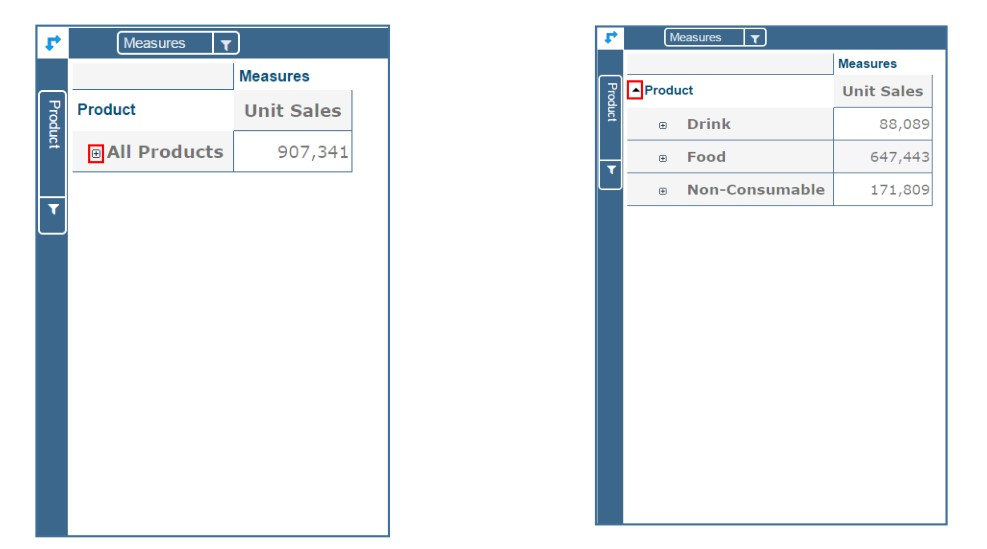 Measures
Measures
Product
Product
Unit Sales
All Products
907,341
Measures
Measures
Product
Product
Unit Sales
Drink
88,089
Food
647,443
Non-Consumable
171,809